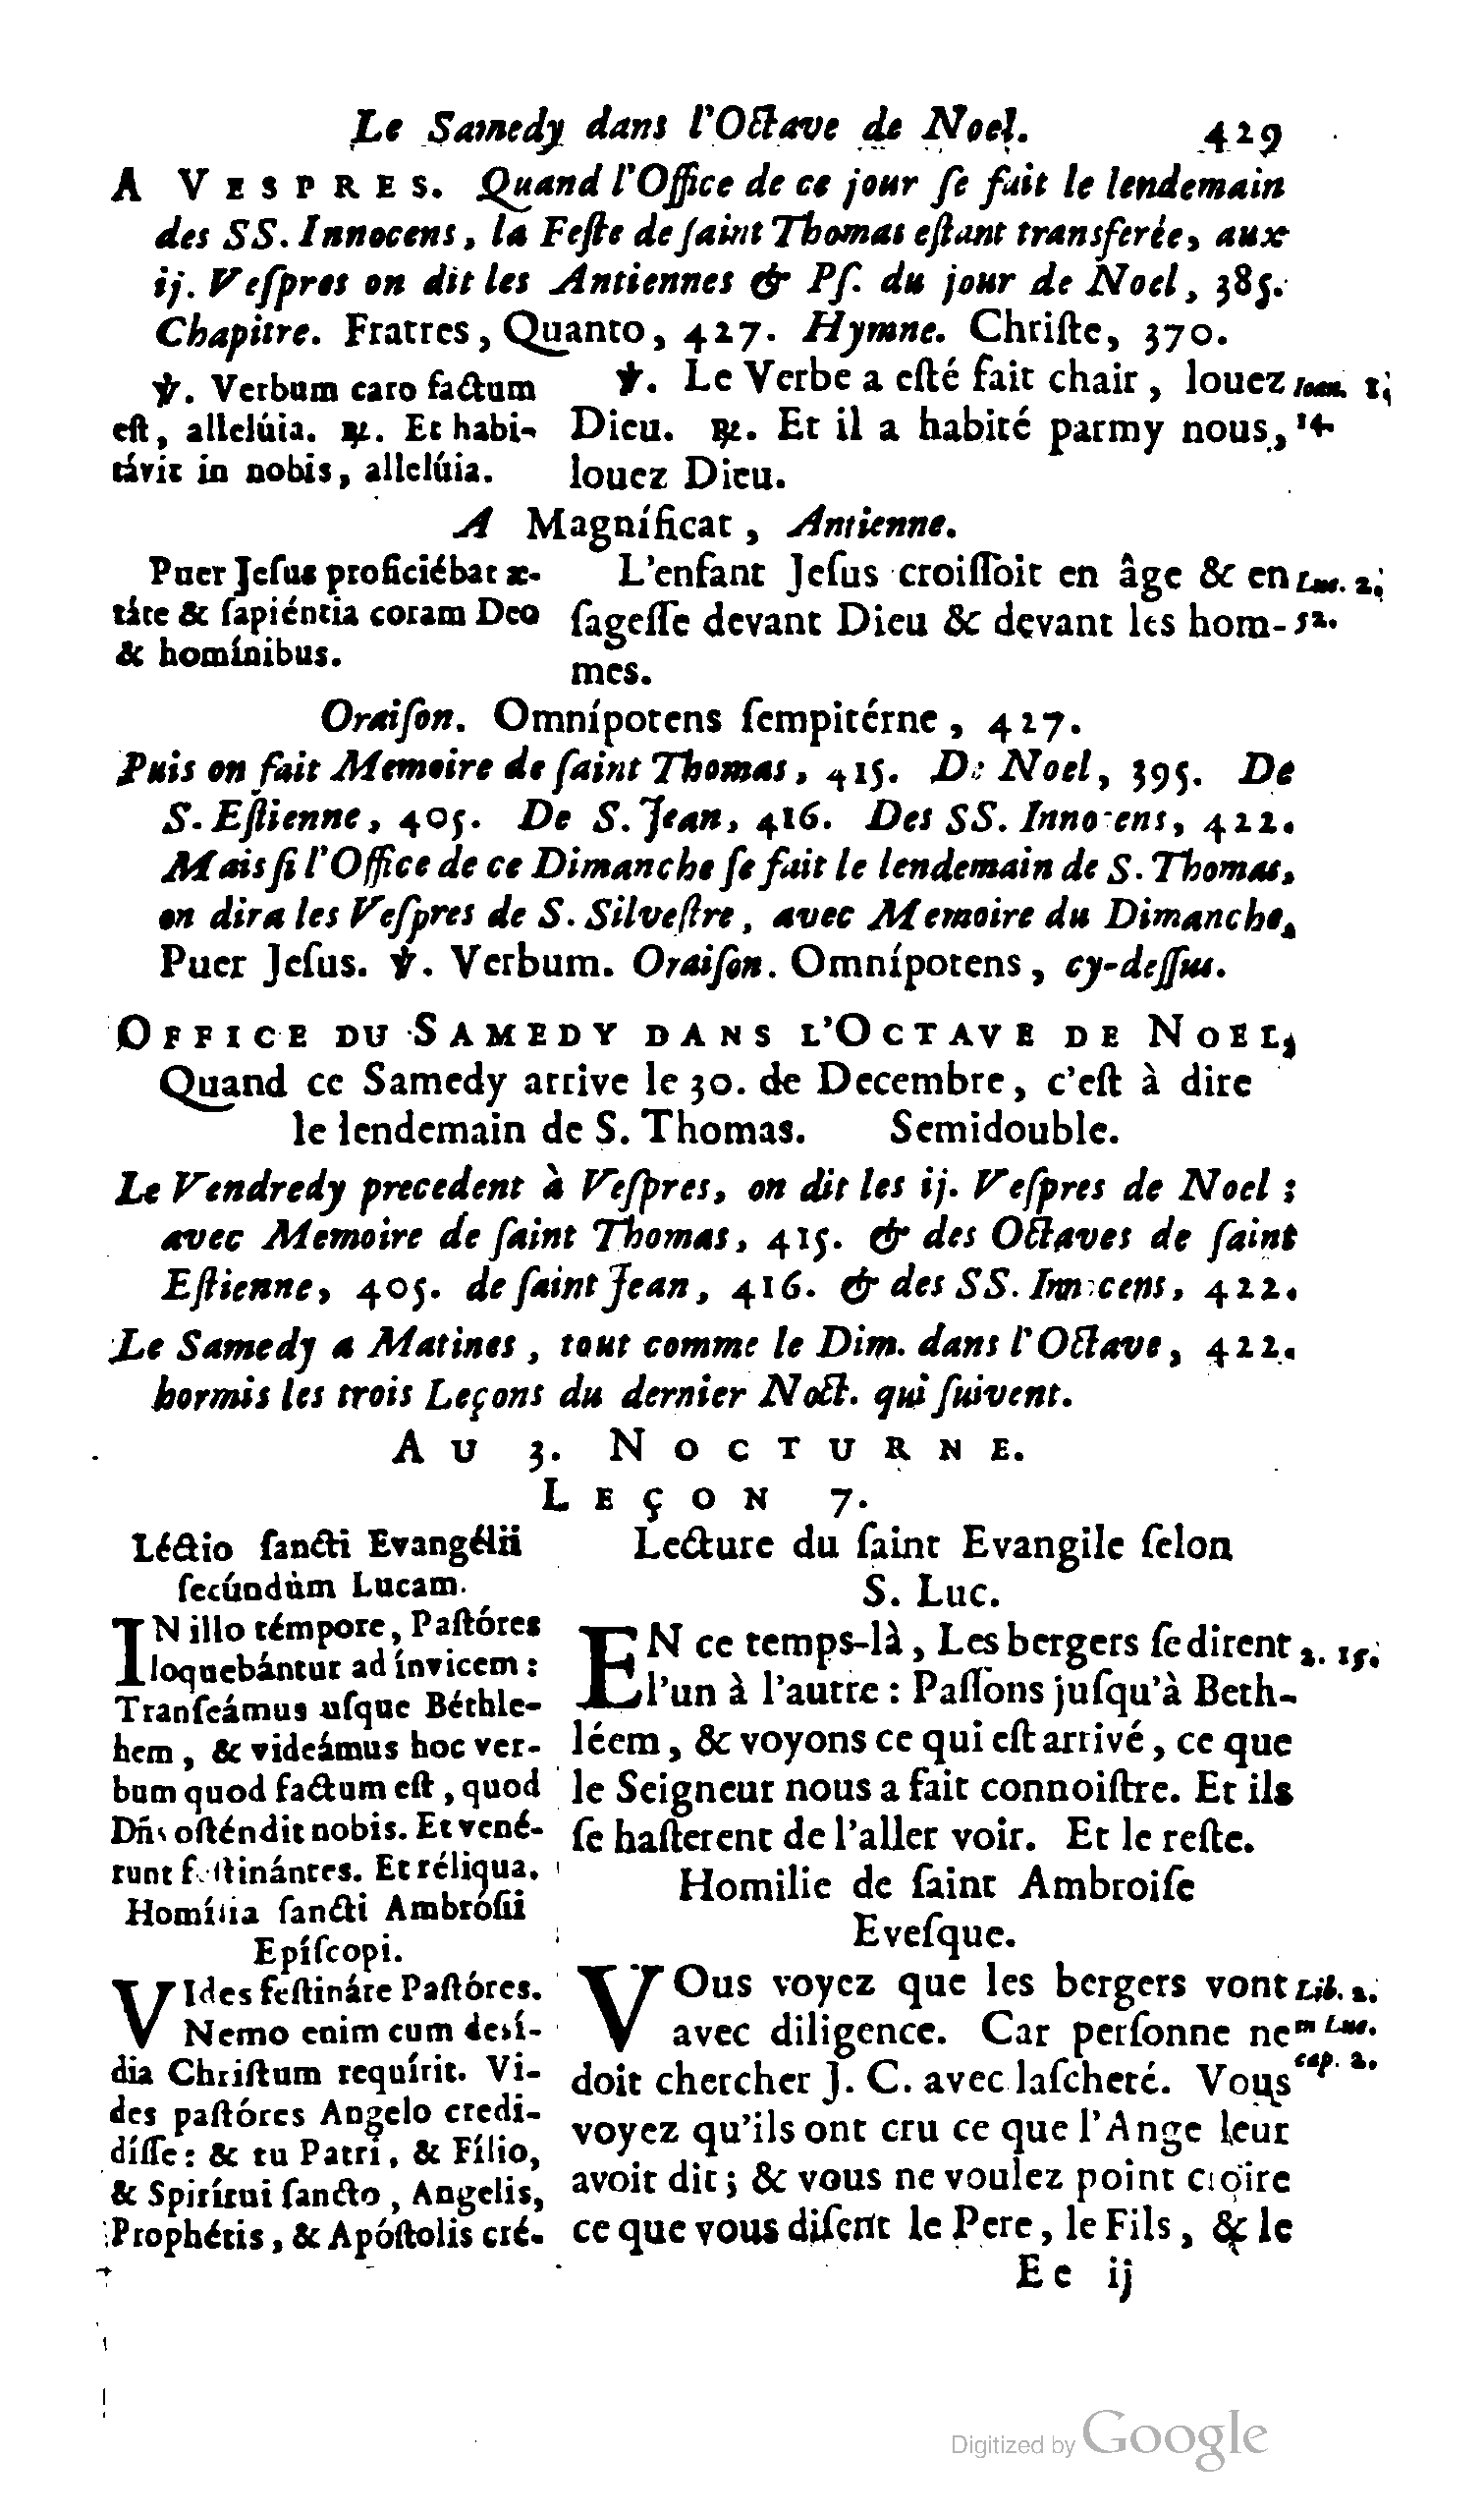 Le Samedy dans l'Octave de Noel. 429
A VESPRES. Quand l'Office de ce jour ſe fait le lendemain
des SS. Innocens, la Feſte de ſaint Thomas eſtant transferée, aux
ij. Veſpres on dit les Antiennes & Pſ. du jour de Noel, 385.
Chapitre. Fratres, Quanto, 427. Hymne. Chriſte, 370.
℣. Verbum caro factum
eſt, allelúia. ℟. Et habi-
távit in nobis, allelúia.
℣. Le Verbe a eſté fait chair, louez
Dieu. ℟. Et il a habité parmy nous,
louez Dieu.
Ioan. 1.
14.
A Magníficat, Antienne.
Puer Jeſus proficiébat æ-
táte & ſapiéntia coram Deo
& homínibus.
L'enfant Jeſus croiſſoit en âge & en
ſageſſe devant Dieu & devant les hom-
mes.
Luc. 2.
52.
Oraiſon. Omnípotens ſempitérne, 427.
Puis on fait Memoire de ſaint Thomas, 415. De Noel, 395. De
S. Eſtienne, 405. De S. Jean, 416. Des SS. Innocens, 422.
Mais ſi l'Office de ce Dimanche ſe fait le lendemain de S. Thomas,
on dira les Veſpres de S. Silveſtre, avec Memoire du Dimanche,
Puer Jeſus. ℣. Verbum. Oraiſon. Omnípotens, cy-deſſus.
OFFICE DU SAMEDY DANS L'OCTAVE DE NOEL,
Quand ce Samedy arrive le 30. de Decembre, c'eſt à dire
le lendemain de S. Thomas. Semidouble.
Le Vendredy precedent à Veſpres, on dit les ij. Veſpres de Noel ;
avec Memoire de ſaint Thomas, 415. & des Octaves de ſaint
Eſtienne, 405. de ſaint Jean, 416. & des SS. Innocens, 422.
Le Samedy a Matines, tout comme le Dim. dans l'Octave, 422.
hormis les trois Leçons du dernier Noct. qui ſuivent.
AU 3. NOCTURNE.
LEÇON 7.
Léctio ſancti Evangélii
ſecúndùm Lucam.
IN illo témpore, Paſtóres
loquebántur ad ínvicem :
Tranſeámus uſque Béthle-
hem, & videámus hoc ver-
bum quod factum eſt, quod
Dñs oſténdit nobis. Et vené-
runt feſtinántes. Et réliqua.
Homília ſancti Ambróſii
Epíſcopi.
VIdes feſtináre Paſtóres.
Nemo enim cum desí-
dia Chriſtum requírit. Vi-
des paſtóres Angelo credi-
díſſe : & tu Patri, & Fílio,
& Spirítui ſancto, Angelis,
Prophétis, & Apóſtolis cré-
Lecture du ſaint Evangile ſelon
S. Luc.
EN ce temps-là, Les bergers ſe dirent
l'un à l'autre : Paſſons juſqu'à Beth-
léem, & voyons ce qui eſt arrivé, ce que
le Seigneur nous a fait connoiſtre. Et ils
ſe haſterent de l'aller voir. Et le reſte.
2. 15.
Homilie de ſaint Ambroiſe
Eveſque.
VOus voyez que les bergers vont
avec diligence. Car perſonne ne
doit chercher J. C. avec laſcheté. Vous
voyez qu'ils ont cru ce que l'Ange leur
avoit dit ; & vous ne voulez point croire
ce que vous diſent le Pere, le Fils, & le
Lib. 2.
in Luc.
cap. 2.
Ee ij
Digitized by Google